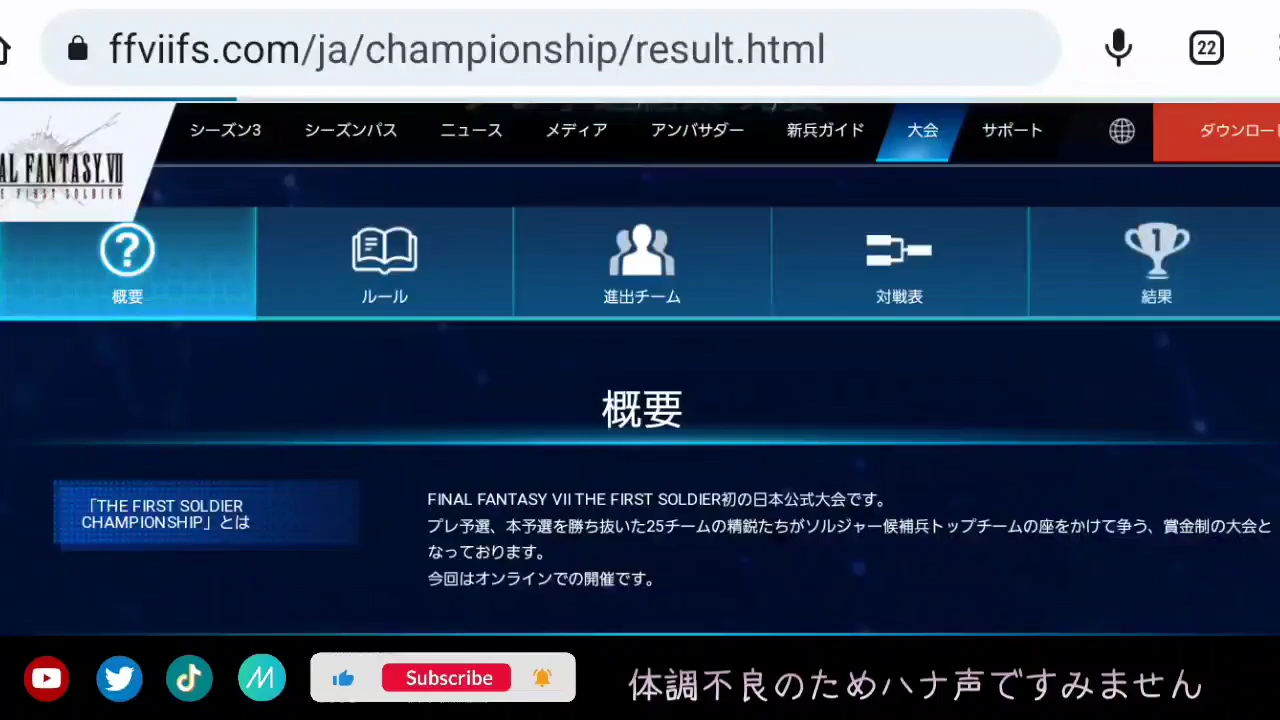 ffviifs.com/ja/championship/result.html
22
シーズン3 シーズンパス ニュース メディア アンバサダー 新兵ガイド 大会 サポート ダウンロー
AL FANTASY VII
E FIRST SOLDIER
概要 ルール 進出チーム 対戦表 結果
1
概要
「THE FIRST SOLDIER
CHAMPIONSHIP」とは
FINAL FANTASY VII THE FIRST SOLDIER初の日本公式大会です。
プレ予選、本予選を勝ち抜いた25チームの精鋭たちがソルジャー候補兵トップチームの座をかけて争う、賞金制の大会と
なっております。
今回はオンラインでの開催です。
Subscribe
体調不良のためハナ声ですみません